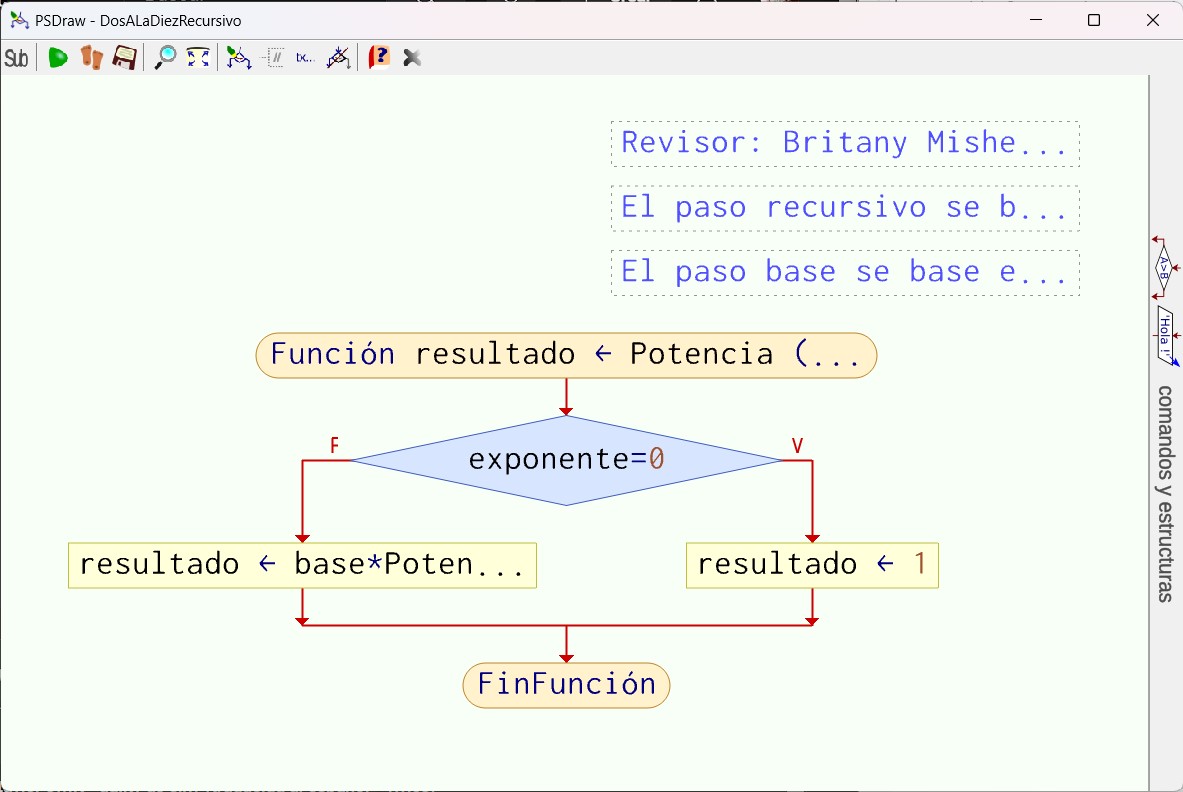 PSDraw - DosALaDiezRecursivo
Sub
tx...
Revisor: Britany Mishe...
El paso recursivo se b...
El paso base se base e...
Función resultado ← Potencia (...
exponente=0
F
V
resultado ← base*Poten...
resultado ← 1
FinFunción
A>B
'Hola !'
comandos y estructuras